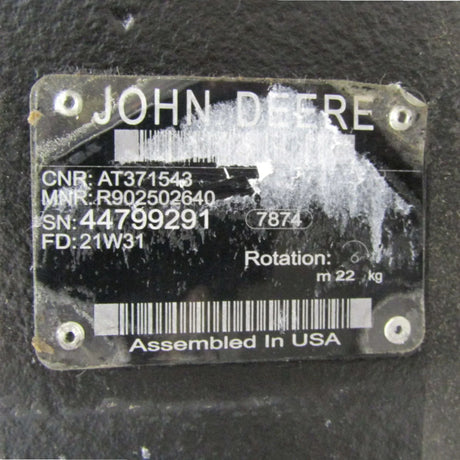 JOHN DEERE
CNR: AT371543
MNR: R902502640
SN: 44799291 7874
FD: 21W31
Rotation:
m 22 kg
Assembled In USA